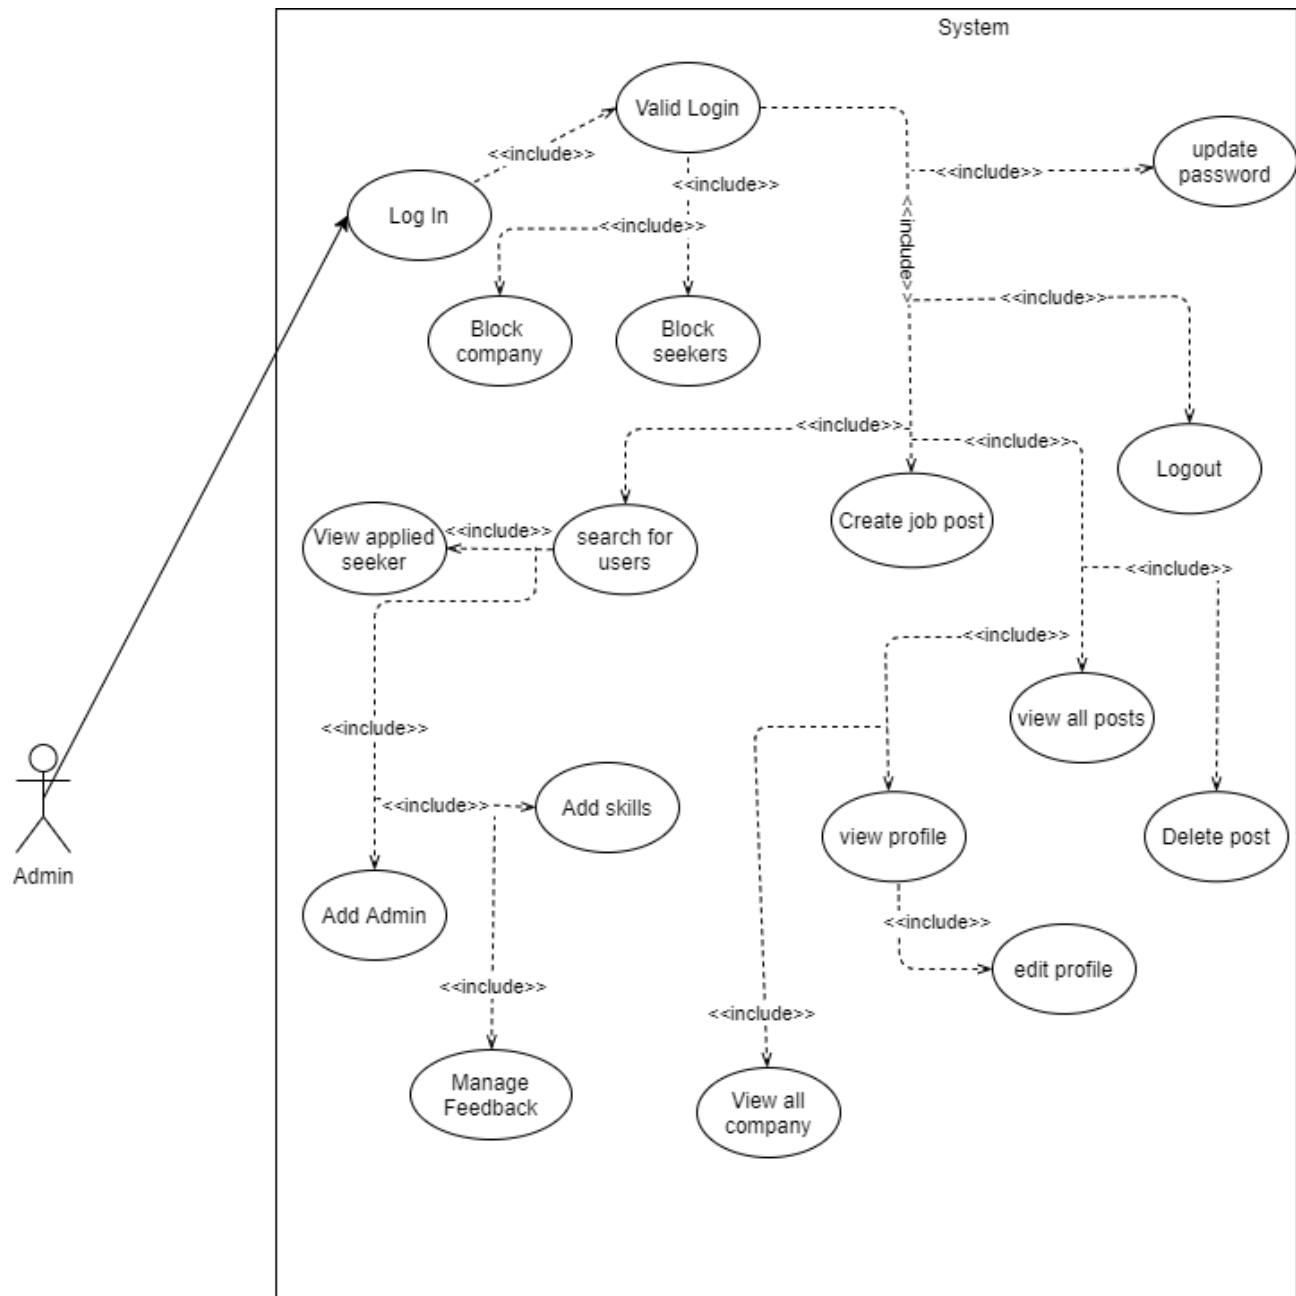 System
Valid Login
update
password
<<include>>
<<include>>
<<include>>
Log In
<<include>>
<<include>>
<<include>>
Block
company
Block
seekers
<<include>>
<<include>>
Logout
View applied
seeker
<<include>>
search for
users
Create job post
<<include>>
<<include>>
view all posts
<<include>>
Add skills
<<include>>
view profile
Delete post
Admin
Add Admin
<<include>>
edit profile
<<include>>
<<include>>
Manage
Feedback
View all
company